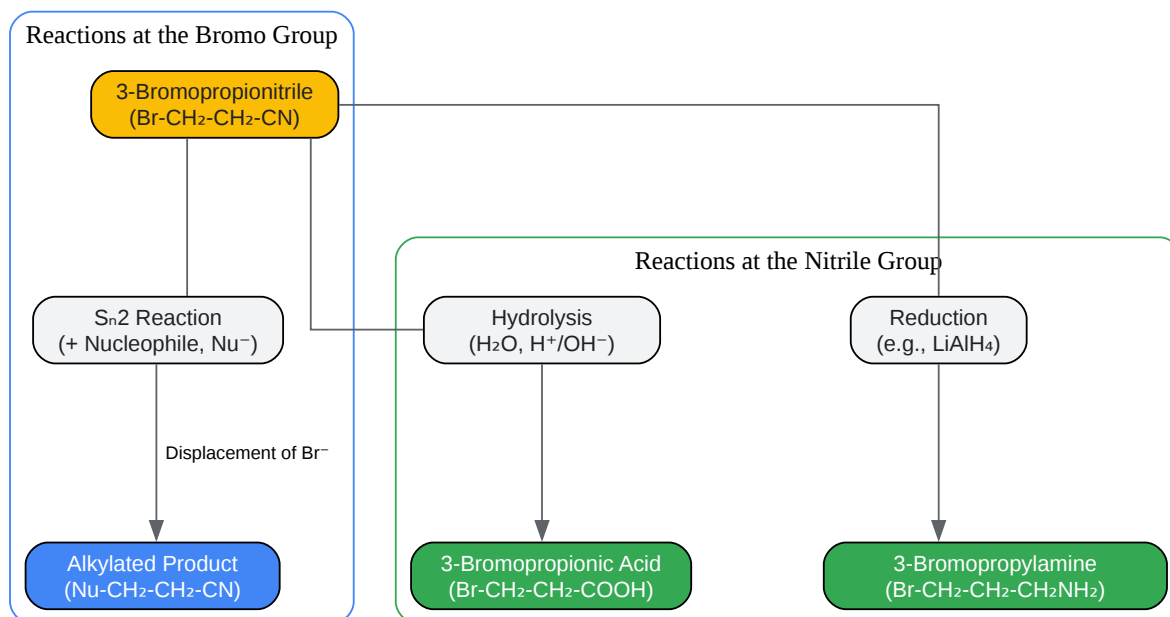 Reactions at the Bromo Group
3-Bromopropionitrile
(Br-CH₂-CH₂-CN)
Reactions at the Nitrile Group
Sₙ2 Reaction
(+ Nucleophile, Nu⁻)
Hydrolysis
(H₂O, H⁺/OH⁻)
Reduction
(e.g., LiAlH₄)
Displacement of Br⁻
Alkylated Product
(Nu-CH₂-CH₂-CN)
3-Bromopropionic Acid
(Br-CH₂-CH₂-COOH)
3-Bromopropylamine
(Br-CH₂-CH₂-CH₂NH₂)